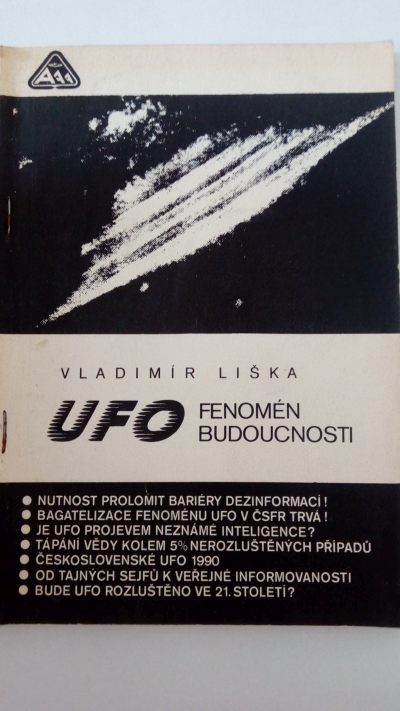 VLADIMÍR LIŠKA
UFO FENOMÉN
BUDOUCNOSTI
● NUTNOST PROLOMIT BARIÉRY DEZINFORMACÍ!
● BAGATELIZACE FENOMÉNU UFO V ČSFR TRVÁ!
● JE UFO PROJEVEM NEZNÁMÉ INTELIGENCE?
● TÁPÁNÍ VĚDY KOLEM 5% NEROZLUŠTĚNÝCH PŘÍPADŮ
● ČESKOSLOVENSKÉ UFO 1990
● OD TAJNÝCH SEJFŮ K VEŘEJNÉ INFORMOVANOSTI
● BUDE UFO ROZLUŠTĚNO VE 21. STOLETÍ?